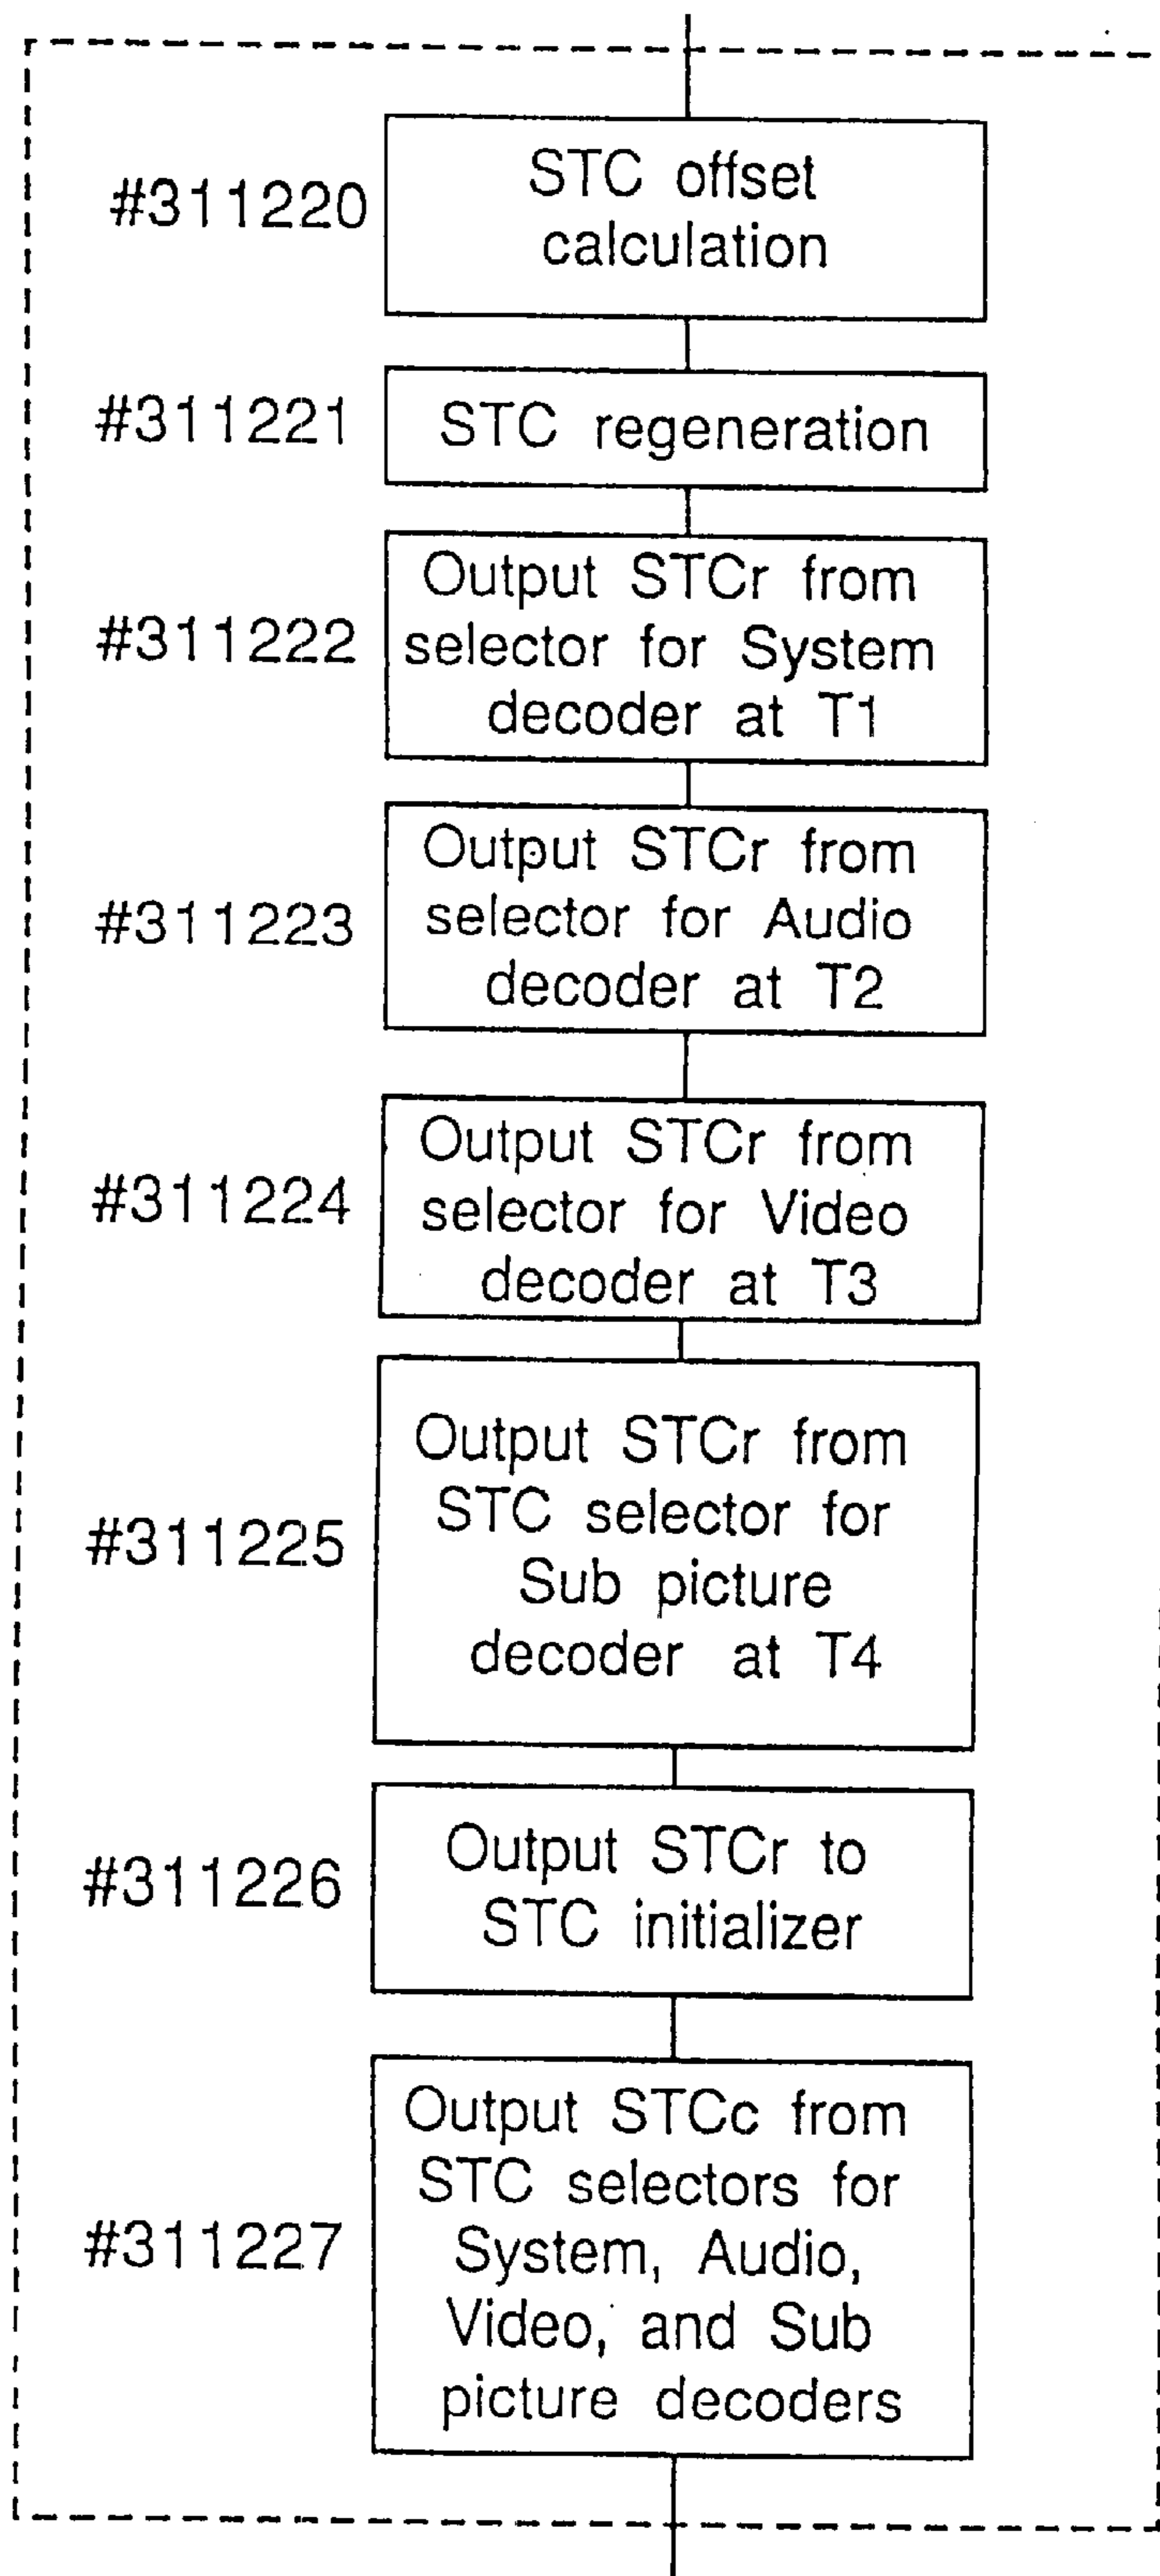 #311220
STC offset
calculation
#311221
STC regeneration
#311222
Output STCr from
selector for System
decoder at T1
#311223
Output STCr from
selector for Audio
decoder at T2
#311224
Output STCr from
selector for Video
decoder at T3
#311225
Output STCr from
STC selector for
Sub picture
decoder at T4
#311226
Output STCr to
STC initializer
#311227
Output STCc from
STC selectors for
System, Audio,
Video, and Sub
picture decoders